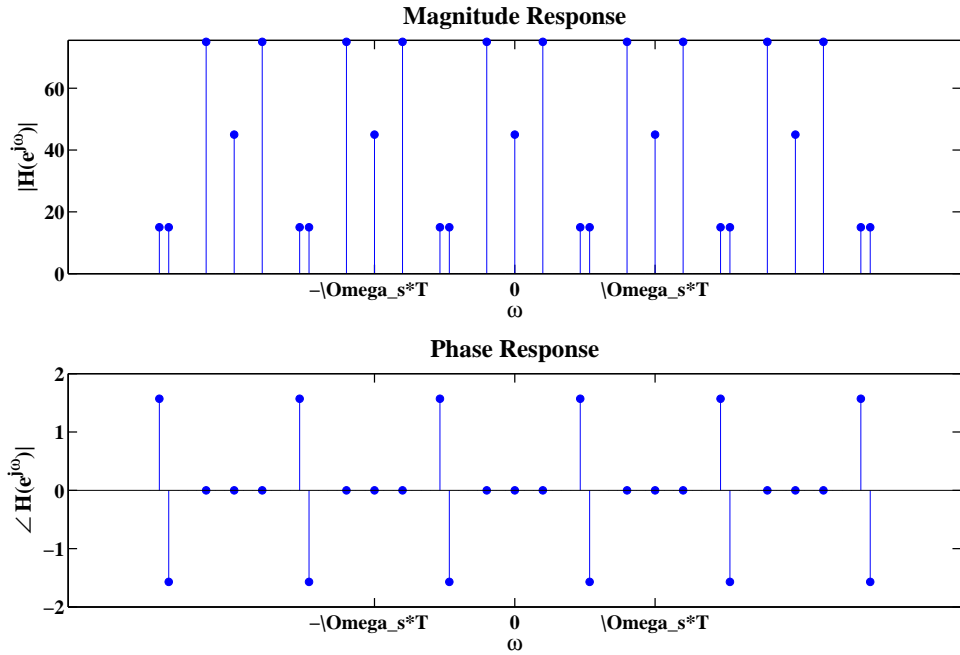 Magnitude Response
|H(e^jω)|
60
40
20
0
−\Omega_s*T
0
\Omega_s*T
ω
Phase Response
∠ H(e^jω)|
2
1
0
−1
−2
−\Omega_s*T
0
\Omega_s*T
ω